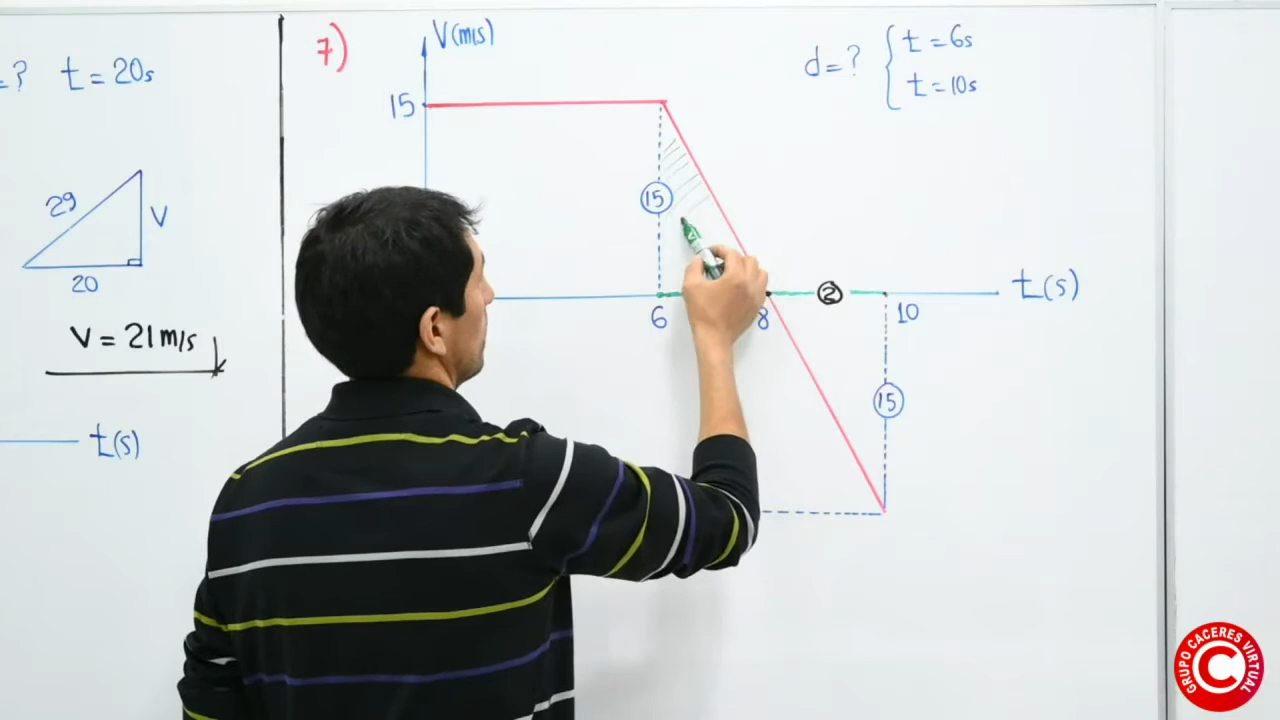 =? t = 20s
29
V
20
V = 21 m/s
t(s)
7)
V(m/s)
15
15
6
8
2
10
t(s)
15
d = ? { t = 6s
t = 10s
GRUPO CACERES VIRTUAL
C